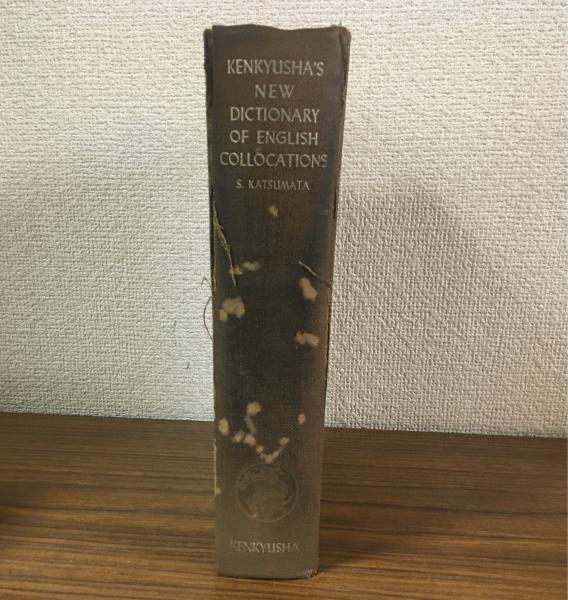 KENKYUSHA'S
NEW
DICTIONARY
OF ENGLISH
COLLOCATIONS
S. KATSUMATA
KENKYUSHA